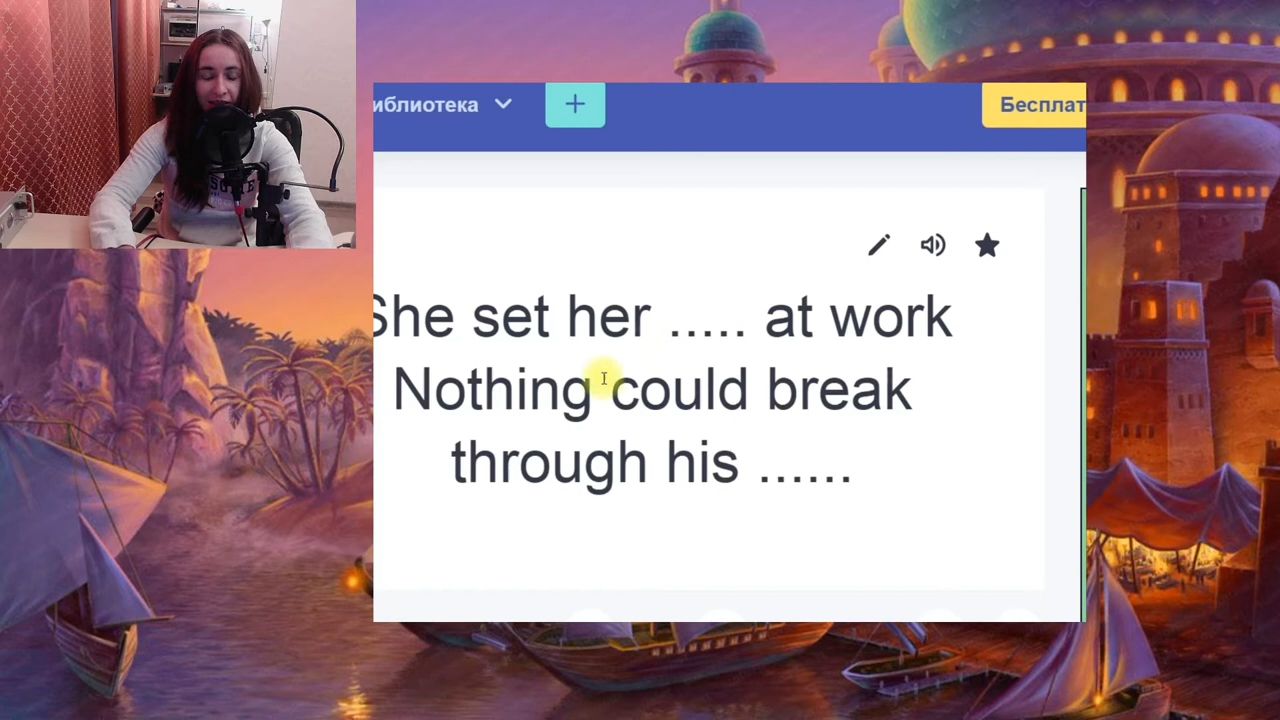 иблиотека
+
Бесплат
She set her ..... at work
Nothing could break
through his ......